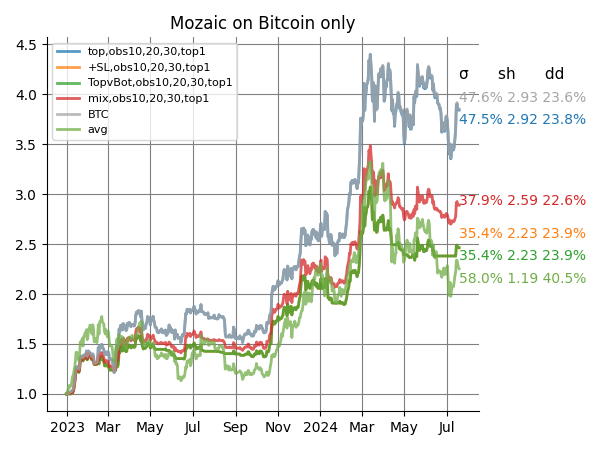 Mozaic on Bitcoin only
top,obs10,20,30,top1
+SL,obs10,20,30,top1
TopvBot,obs10,20,30,top1
mix,obs10,20,30,top1
BTC
avg
σ sh dd
47.6% 2.93 23.6%
47.5% 2.92 23.8%
37.9% 2.59 22.6%
35.4% 2.23 23.9%
35.4% 2.23 23.9%
58.0% 1.19 40.5%
4.5
4.0
3.5
3.0
2.5
2.0
1.5
1.0
2023 Mar May Jul Sep Nov 2024 Mar May Jul